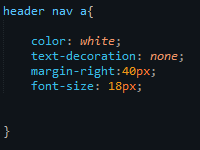 header nav a{
color: white;
text-decoration: none;
margin-right:40px;
font-size: 18px;
}